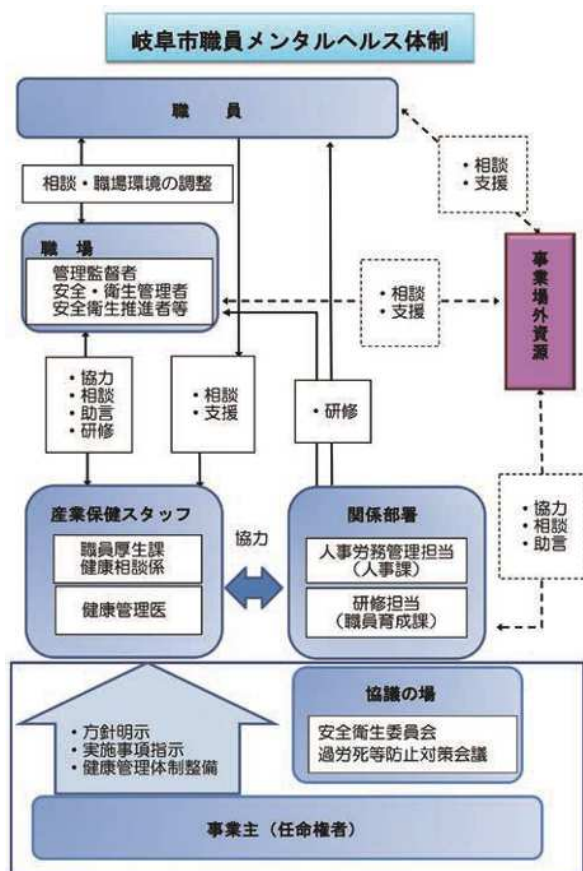 岐阜市職員メンタルヘルス体制
職　員
相談・職場環境の調整
・相談
・支援
職　場
管理監督者
安全・衛生管理者
安全衛生推進者等
・相談
・支援
事業場外資源
・協力
・相談
・助言
・研修
・相談
・支援
・研修
・協力
・相談
・助言
産業保健スタッフ
職員厚生課
健康相談係
健康管理医
協力
関係部署
人事労務管理担当
（人事課）
研修担当
（職員育成課）
・方針明示
・実施事項指示
・健康管理体制整備
協議の場
安全衛生委員会
過労死等防止対策会議
事業主（任命権者）